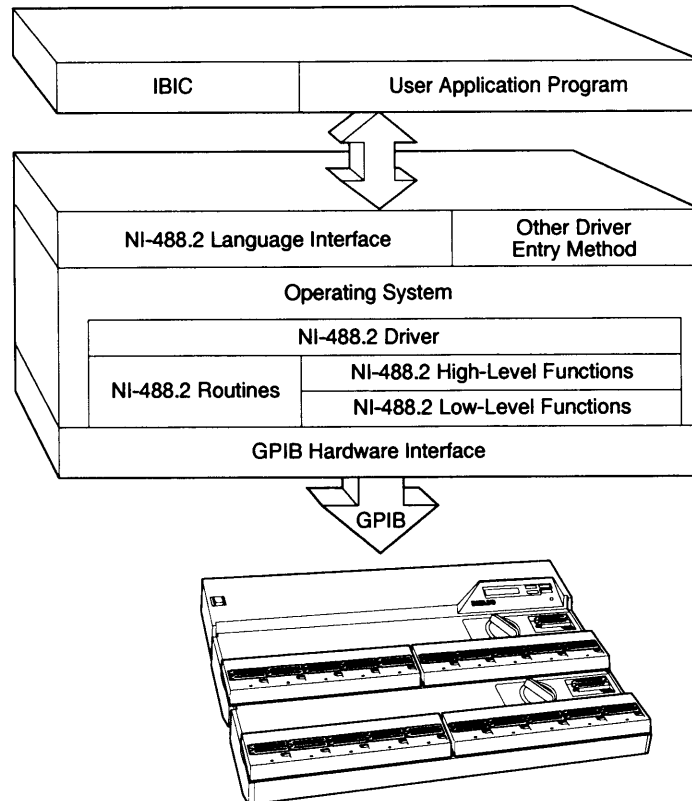 IBIC
User Application Program
NI-488.2 Language Interface
Other Driver
Entry Method
Operating System
NI-488.2 Driver
NI-488.2 Routines
NI-488.2 High-Level Functions
NI-488.2 Low-Level Functions
GPIB Hardware Interface
GPIB